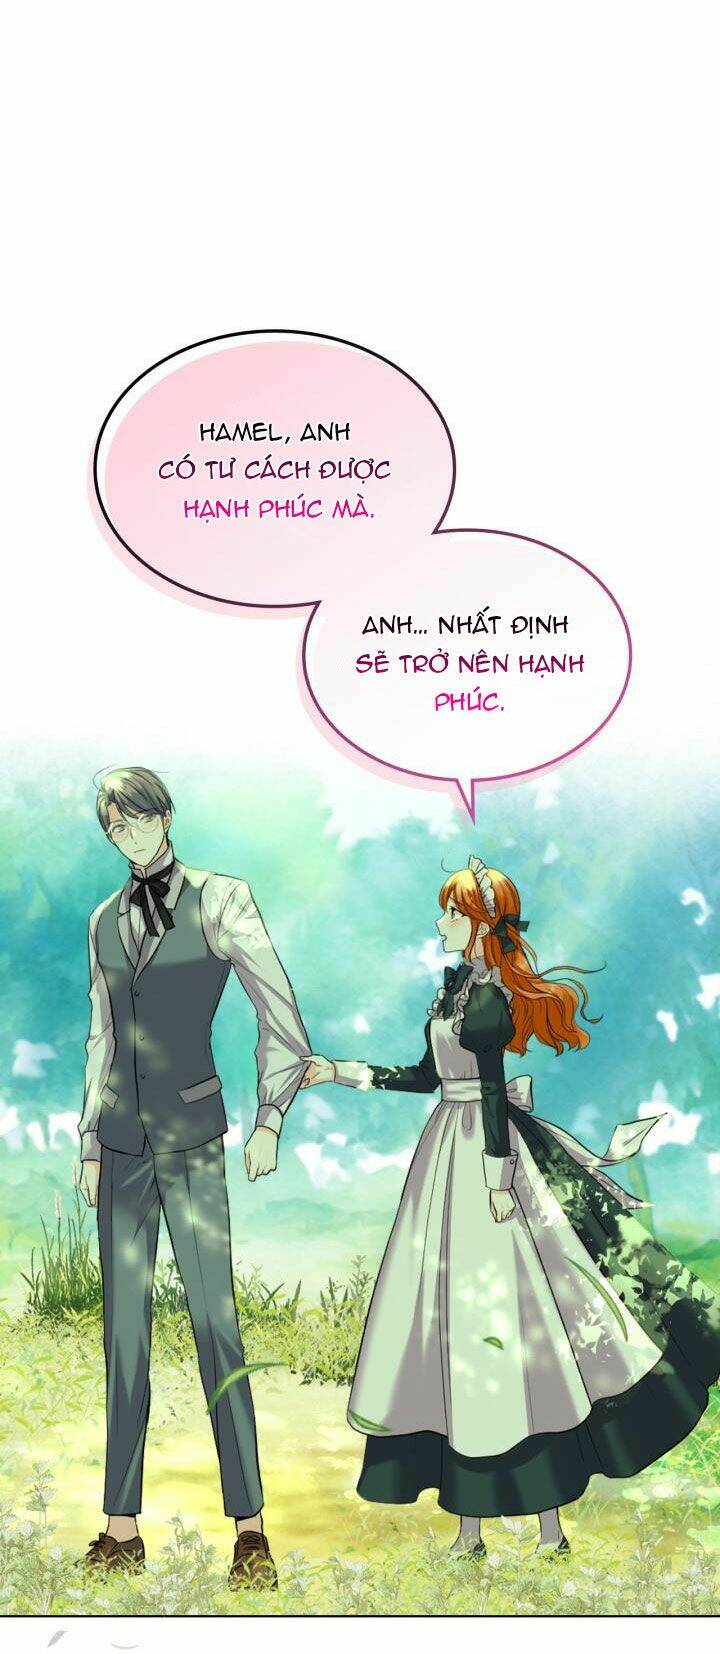 HAMEL, ANH
CÓ TƯ CÁCH ĐƯỢC
HẠNH PHÚC MÀ.
ANH... NHẤT ĐỊNH
SẼ TRỞ NÊN HẠNH
PHÚC.